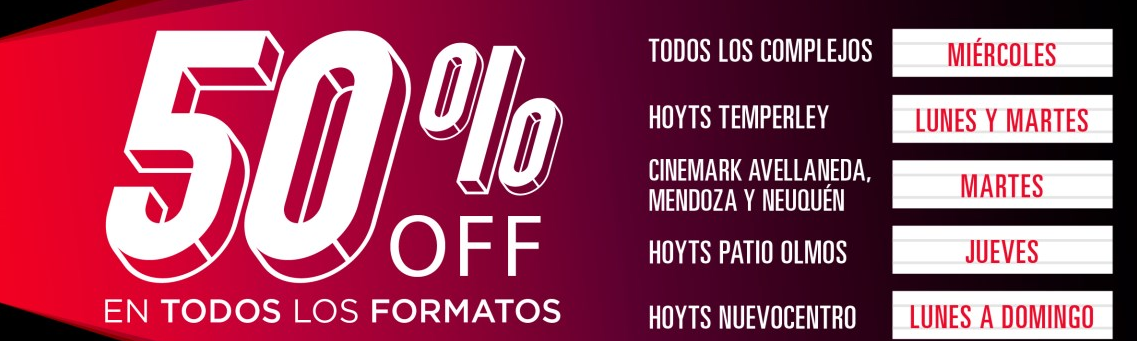 50%
OFF
EN TODOS LOS FORMATOS
TODOS LOS COMPLEJOS MIÉRCOLES
HOYTS TEMPERLEY LUNES Y MARTES
CINEMARK AVELLANEDA,
MENDOZA Y NEUQUÉN MARTES
HOYTS PATIO OLMOS JUEVES
HOYTS NUEVOCENTRO LUNES A DOMINGO